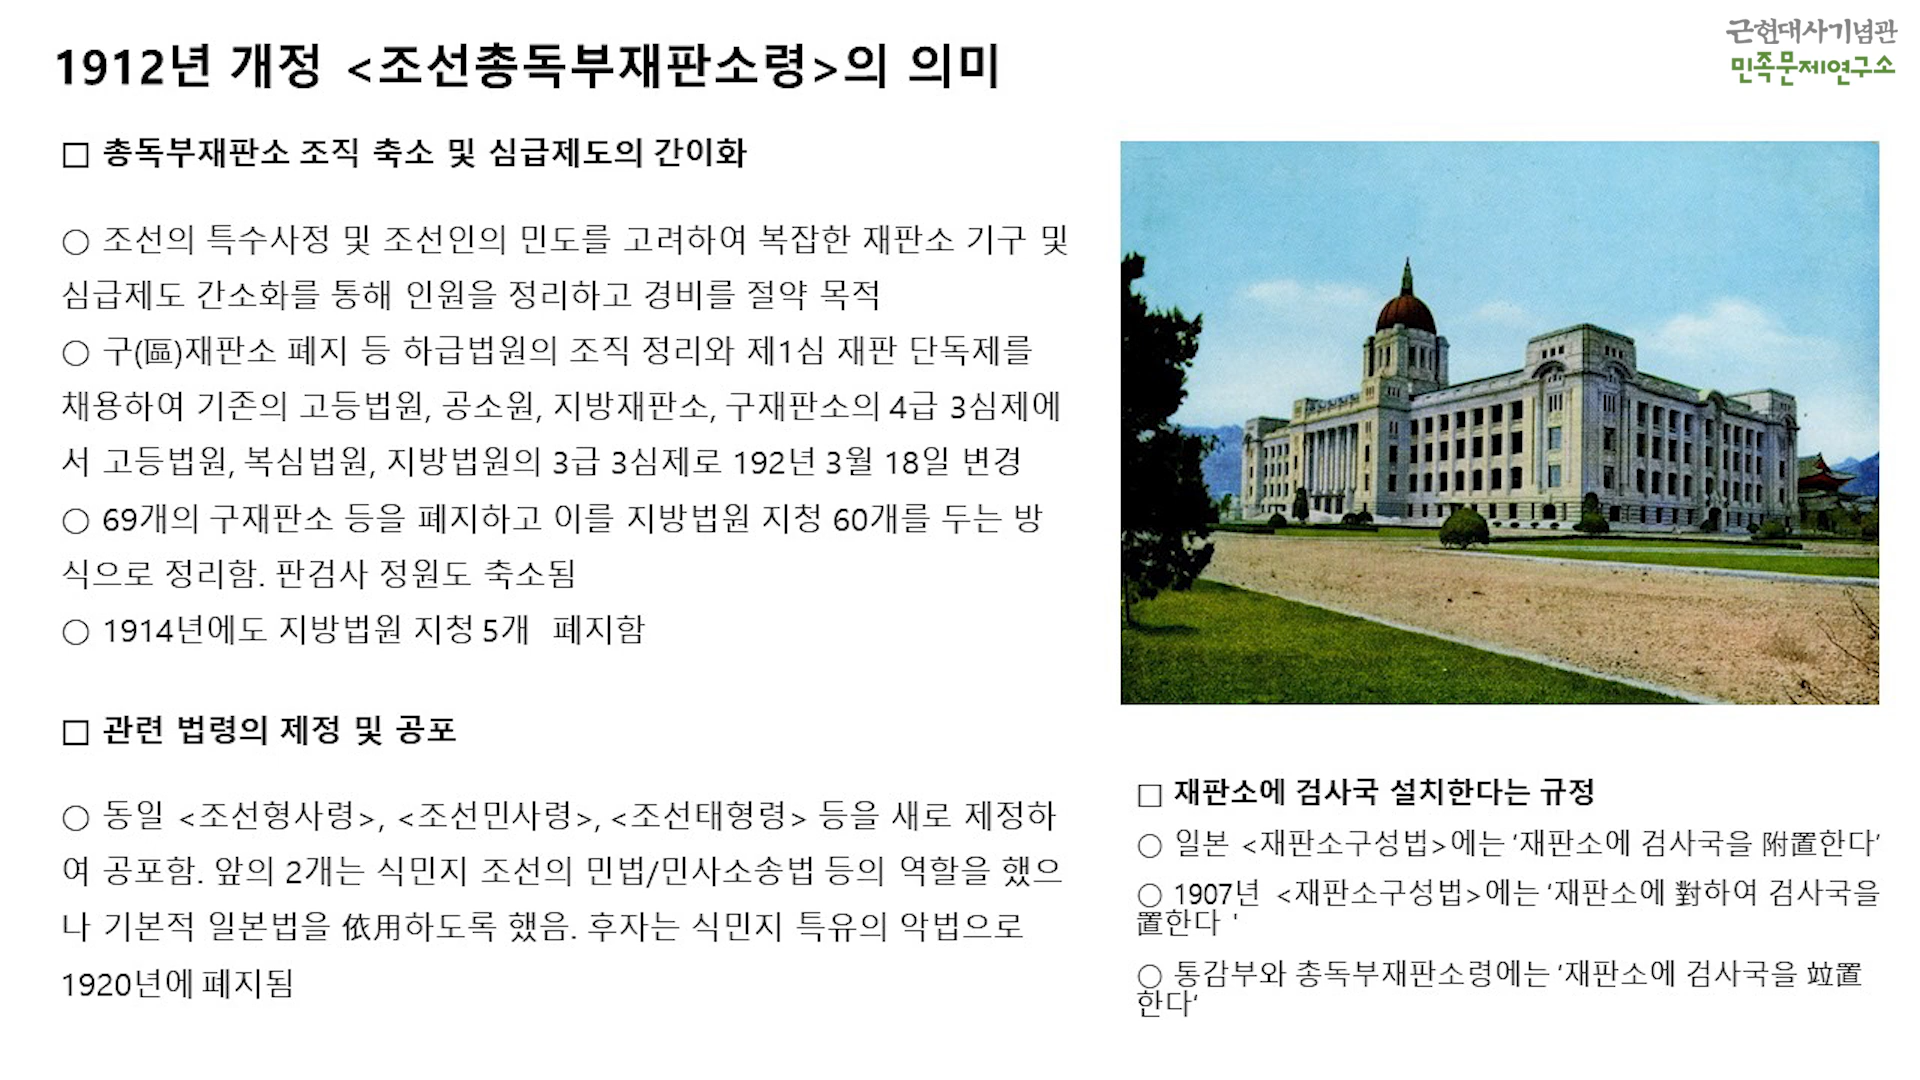 1912년 개정 <조선총독부재판소령>의 의미
근현대사기념관
민족문제연구소
□ 총독부재판소 조직 축소 및 심급제도의 간이화
○ 조선의 특수사정 및 조선인의 민도를 고려하여 복잡한 재판소 기구 및
심급제도 간소화를 통해 인원을 정리하고 경비를 절약 목적
○ 구(區)재판소 폐지 등 하급법원의 조직 정리와 제1심 재판 단독제를
채용하여 기존의 고등법원, 공소원, 지방재판소, 구재판소의 4급 3심제에
서 고등법원, 복심법원, 지방법원의 3급 3심제로 192년 3월 18일 변경
○ 69개의 구재판소 등을 폐지하고 이를 지방법원 지청 60개를 두는 방
식으로 정리함. 판검사 정원도 축소됨
○ 1914년에도 지방법원 지청 5개 폐지함
□ 관련 법령의 제정 및 공포
○ 동일 <조선형사령>, <조선민사령>, <조선태형령> 등을 새로 제정하
여 공포함. 앞의 2개는 식민지 조선의 민법/민사소송법 등의 역할을 했으
나 기본적 일본법을 依用하도록 했음. 후자는 식민지 특유의 악법으로
1920년에 폐지됨
□ 재판소에 검사국 설치한다는 규정
○ 일본 <재판소구성법>에는 '재판소에 검사국을 附置한다'
○ 1907년 <재판소구성법>에는 '재판소에 對하여 검사국을
置한다 '
○ 통감부와 총독부재판소령에는 '재판소에 검사국을 竝置
한다'